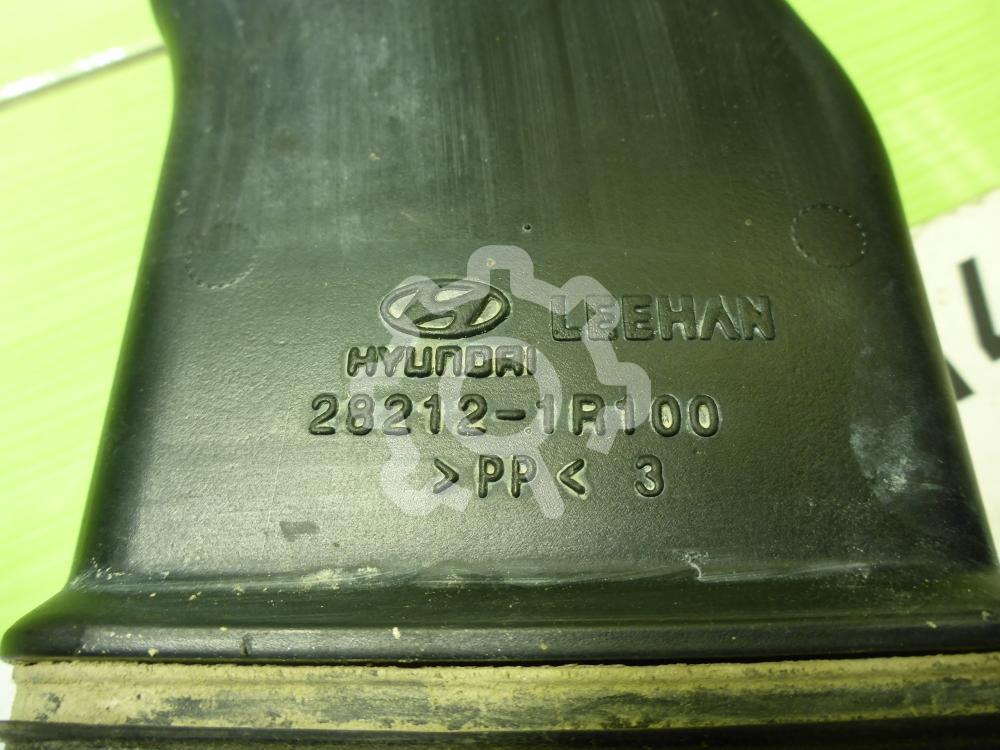 LEEHAN
HYUNDAI
28212-1R100
>PP< 3